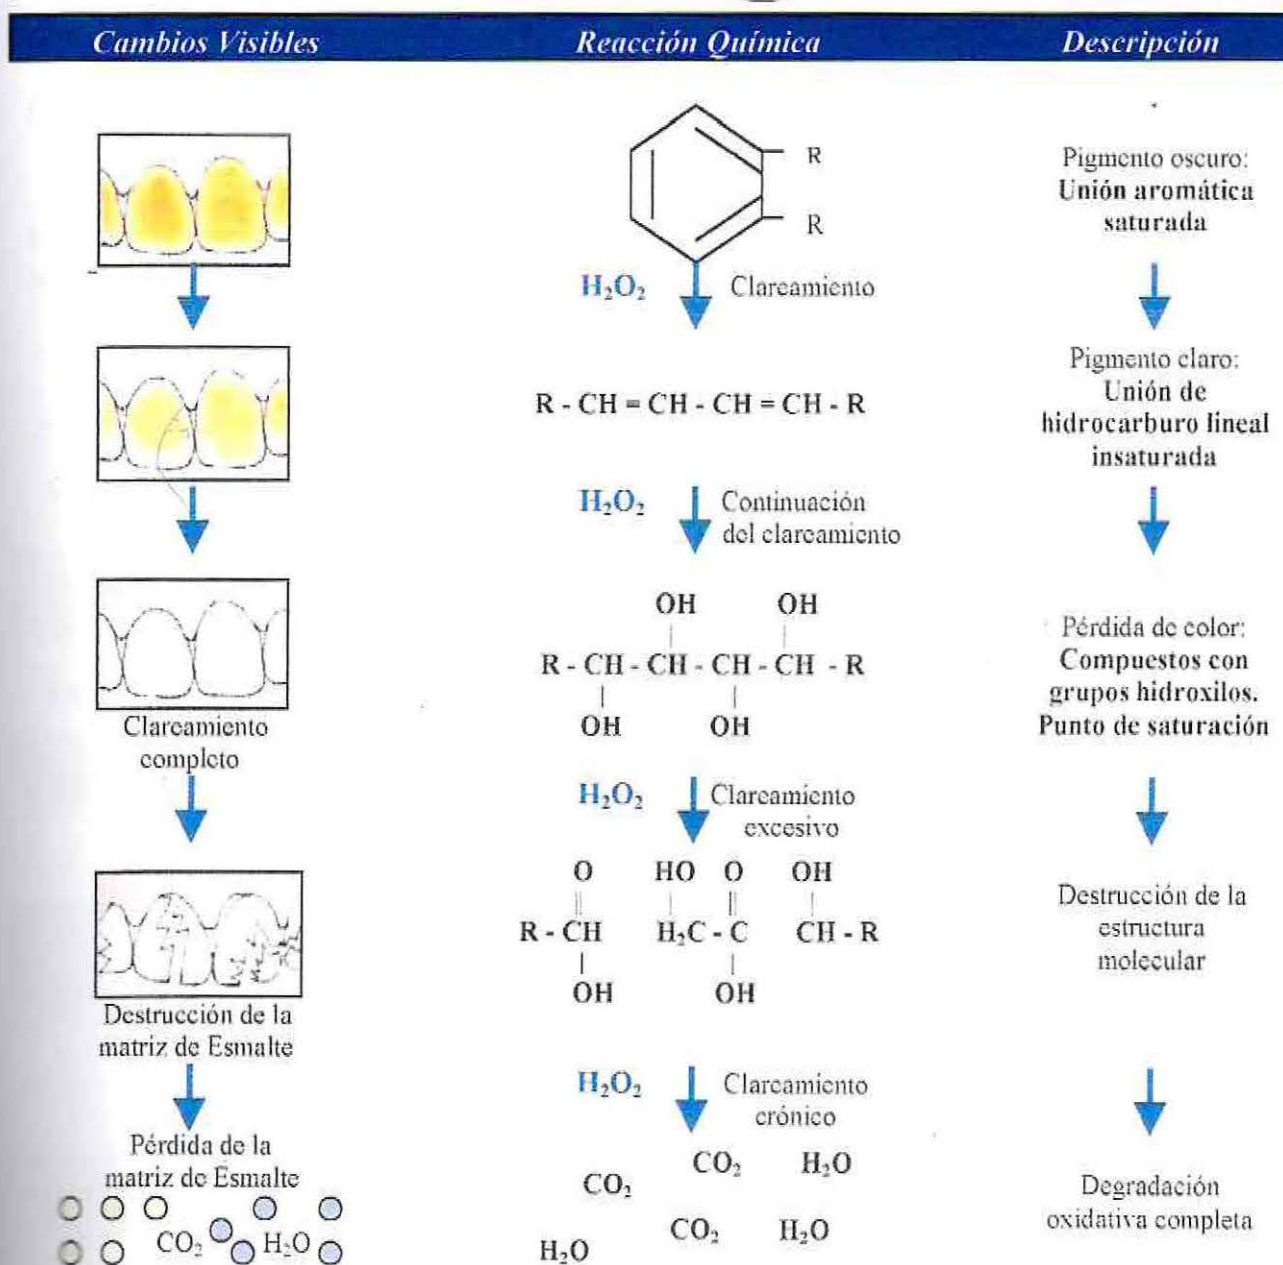 Cambios Visibles Reacción Química Descripción
R
R
Pigmento oscuro:
Unión aromática
saturada
H₂O₂ Clareamiento
Pigmento claro:
Unión de
hidrocarburo lineal
insaturada
R - CH = CH - CH = CH - R
H₂O₂ Continuación
del clareamiento
OH OH
R - CH - CH - CH - CH - R
OH OH
Clareamiento
completo
Pérdida de color:
Compuestos con
grupos hidroxilos.
Punto de saturación
H₂O₂ Clareamiento
excesivo
O HO O OH
R - CH H₂C - C CH - R
OH OH
Destrucción de la
matriz de Esmalte
Destrucción de la
estructura
molecular
H₂O₂ Clareamiento
crónico
Pérdida de la
matriz de Esmalte
CO₂ H₂O
CO₂ CO₂ H₂O
CO₂ H₂O
H₂O
Degradación
oxidativa completa